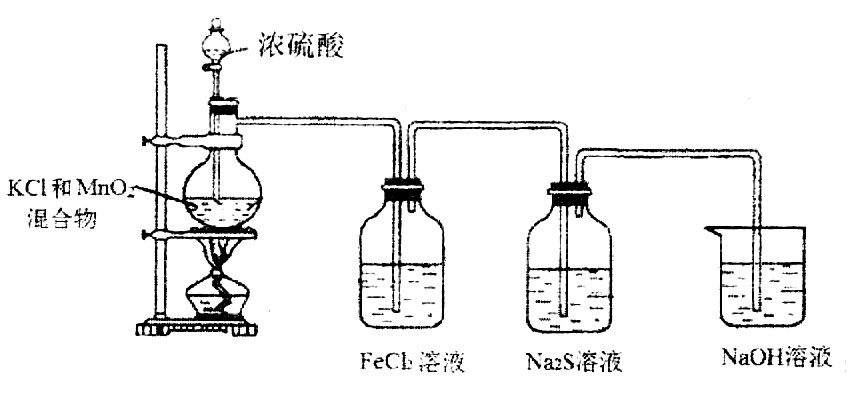 浓硫酸
KCl和MnO₂
混合物
FeCl₂溶液
Na₂S溶液
NaOH溶液